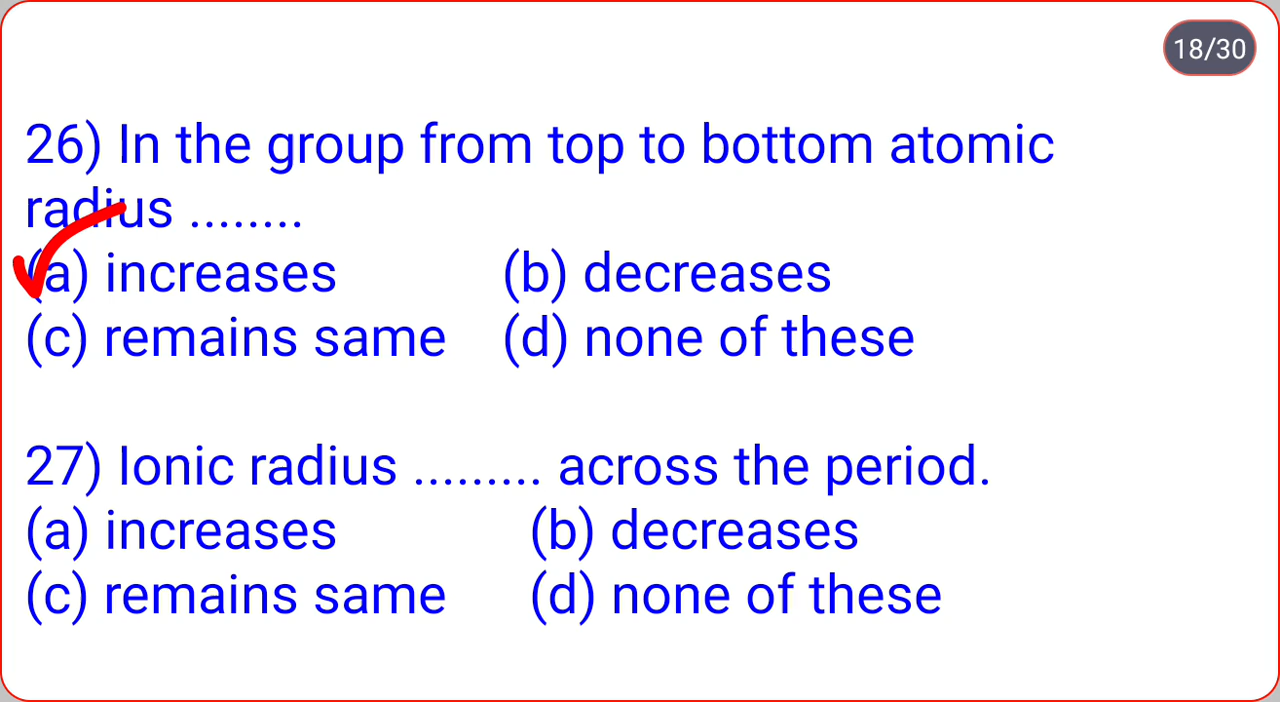 18/30
26) In the group from top to bottom atomic
radius ........
(a) increases (b) decreases
(c) remains same (d) none of these
27) Ionic radius ......... across the period.
(a) increases (b) decreases
(c) remains same (d) none of these